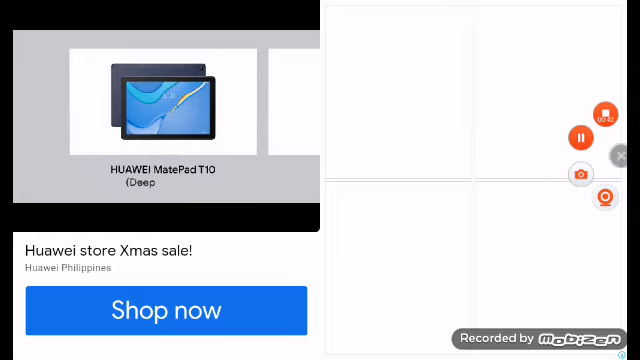 HUAWEI MatePad T10
(Deep
Huawei store Xmas sale!
Huawei Philippines
Shop now
00:42
Recorded by MOBIZEN